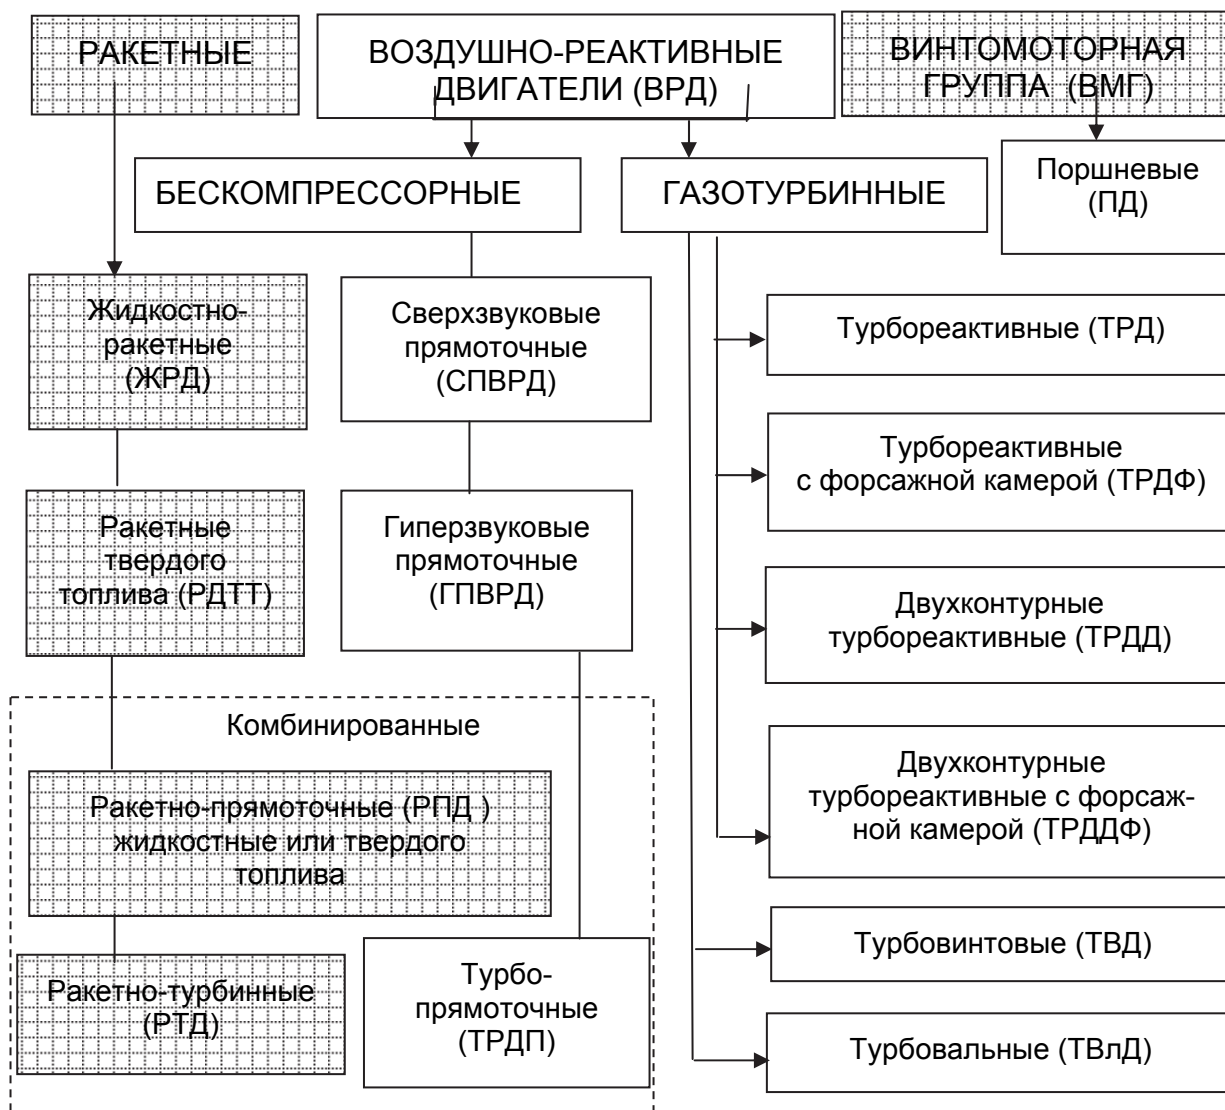 РАКЕТНЫЕ
ВОЗДУШНО-РЕАКТИВНЫЕ
ДВИГАТЕЛИ (ВРД)
ВИНТОМОТОРНАЯ
ГРУППА (ВМГ)
БЕСКОМПРЕССОРНЫЕ
ГАЗОТУРБИННЫЕ
Поршневые
(ПД)
Жидкостно-
ракетные
(ЖРД)
Сверхзвуковые
прямоточные
(СПВРД)
Турбореактивные (ТРД)
Турбореактивные
с форсажной камерой (ТРДФ)
Ракетные
твердого
топлива (РДТТ)
Гиперзвуковые
прямоточные
(ГПВРД)
Двухконтурные
турбореактивные (ТРДД)
Комбинированные
Ракетно-прямоточные (РПД )
жидкостные или твердого
топлива
Двухконтурные
турбореактивные с форсаж-
ной камерой (ТРДДФ)
Ракетно-турбинные
(РТД)
Турбо-
прямоточные
(ТРДП)
Турбовинтовые (ТВД)
Турбовальные (ТВлД)